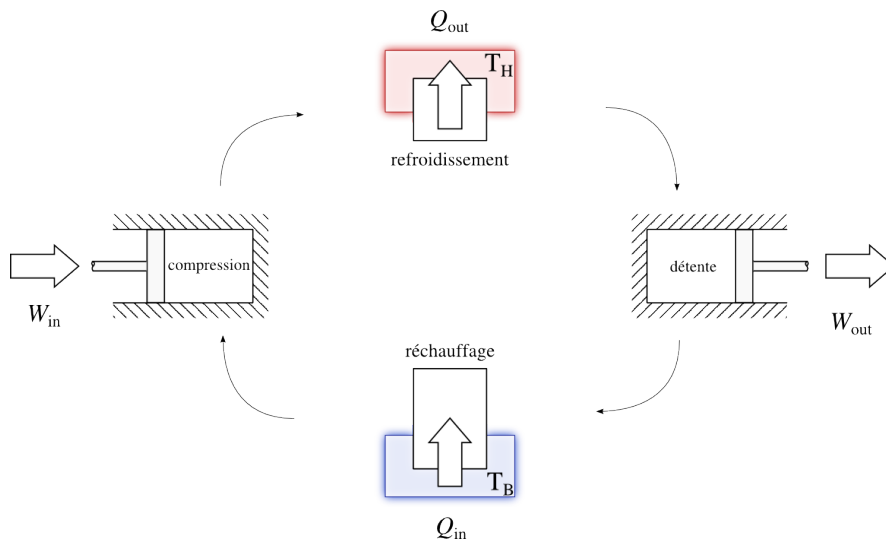 Q_out
T_H
refroidissement
compression
détente
W_in
W_out
réchauffage
T_B
Q_in